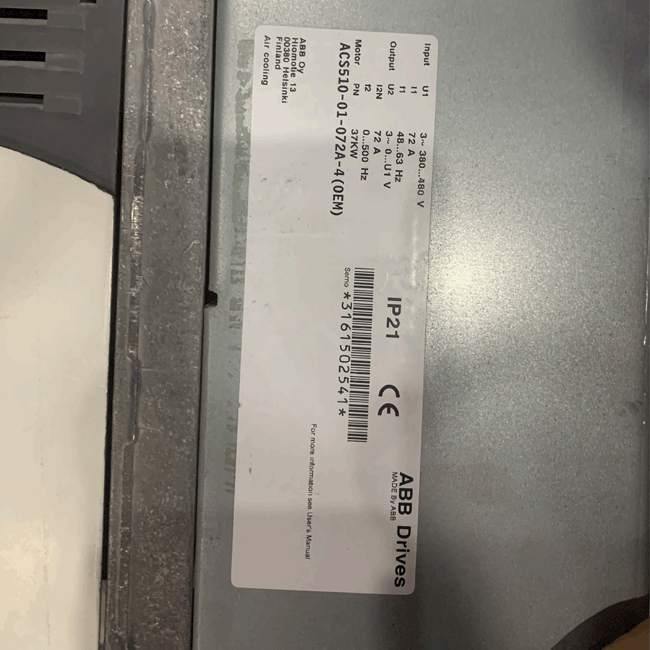 ABB Oy
Hiomotie 13
00380 Helsinki
Finland
Air cooling
ACS510-01-072A-4(OEM)
Input U1 3~ 380...480 V
I1 72 A
f1 48...63 Hz
Output U2 3~ 0...U1 V
I2N 72 A
f2 0...500 Hz
Motor PN 37KW
IP21
CE
Serno *3161502541*
ABB Drives
MADE By ABB
For more information see User's Manual